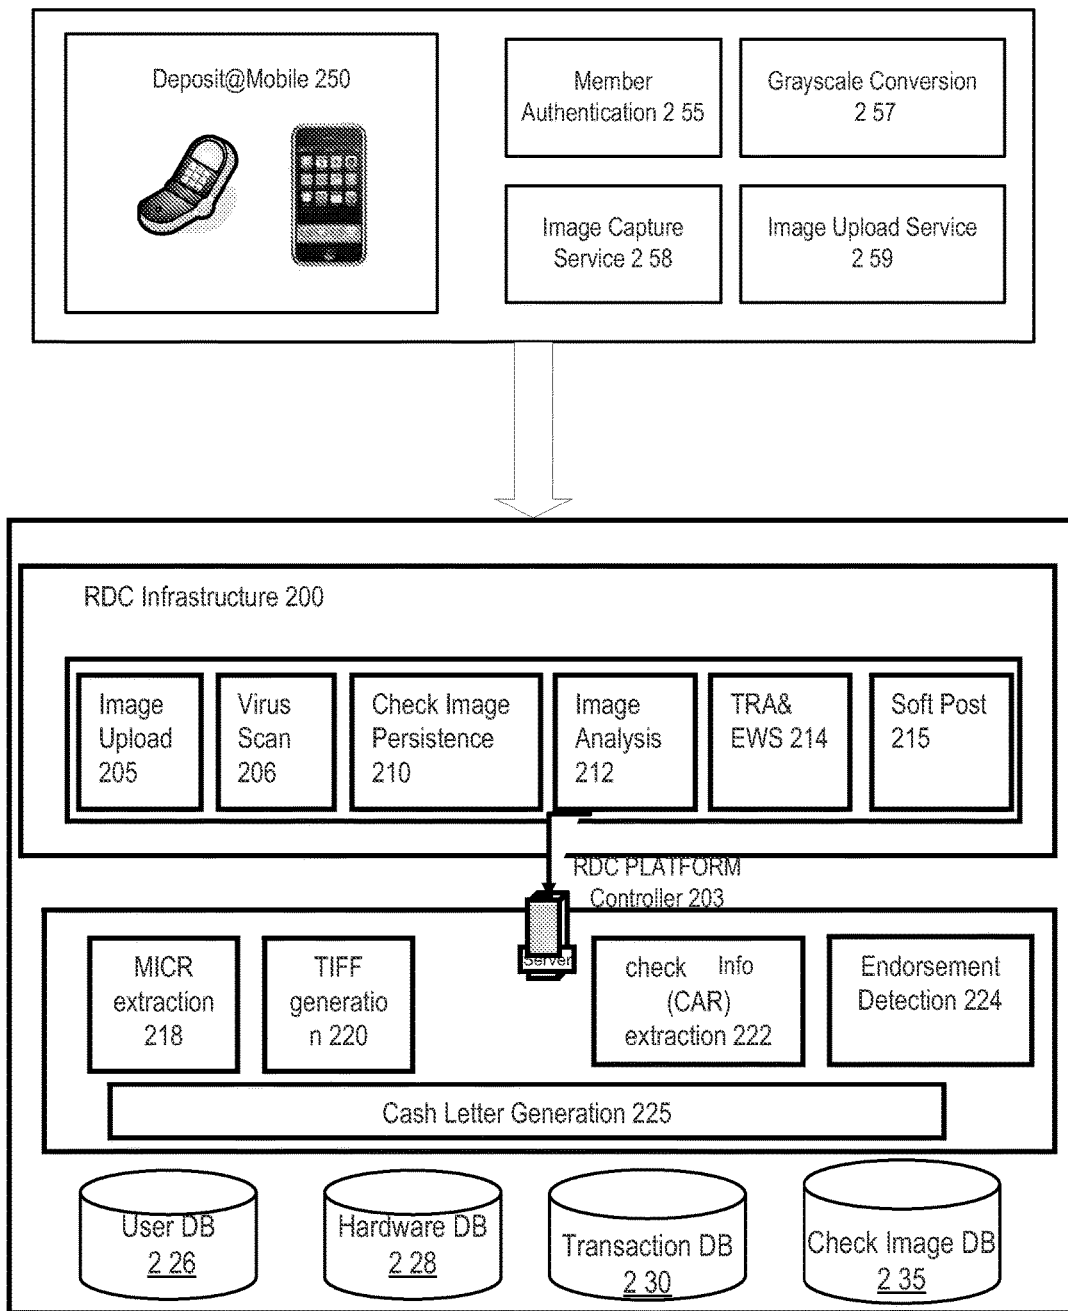 Deposit@Mobile 250
Member
Authentication 2 55
Grayscale Conversion
2 57
Image Capture
Service 2 58
Image Upload Service
2 59
RDC Infrastructure 200
Image
Upload
205
Virus
Scan
206
Check Image
Persistence
210
Image
Analysis
212
TRA&
EWS 214
Soft Post
215
RDC PLATFORM
Controller 203
Server
MICR
extraction
218
TIFF
generatio
n 220
check Info
(CAR)
extraction 222
Endorsement
Detection 224
Cash Letter Generation 225
User DB
2 26
Hardware DB
2 28
Transaction DB
2 30
Check Image DB
2 35